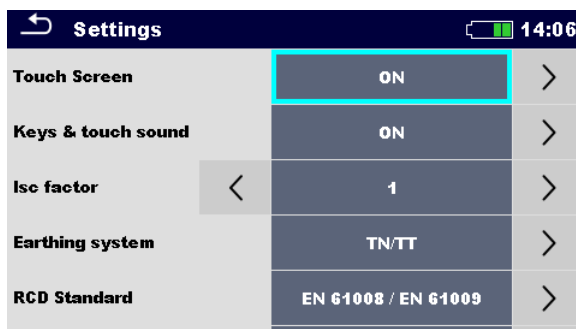 Settings 14:06
Touch Screen ON
Keys & touch sound ON
Isc factor 1
Earthing system TN/TT
RCD Standard EN 61008 / EN 61009